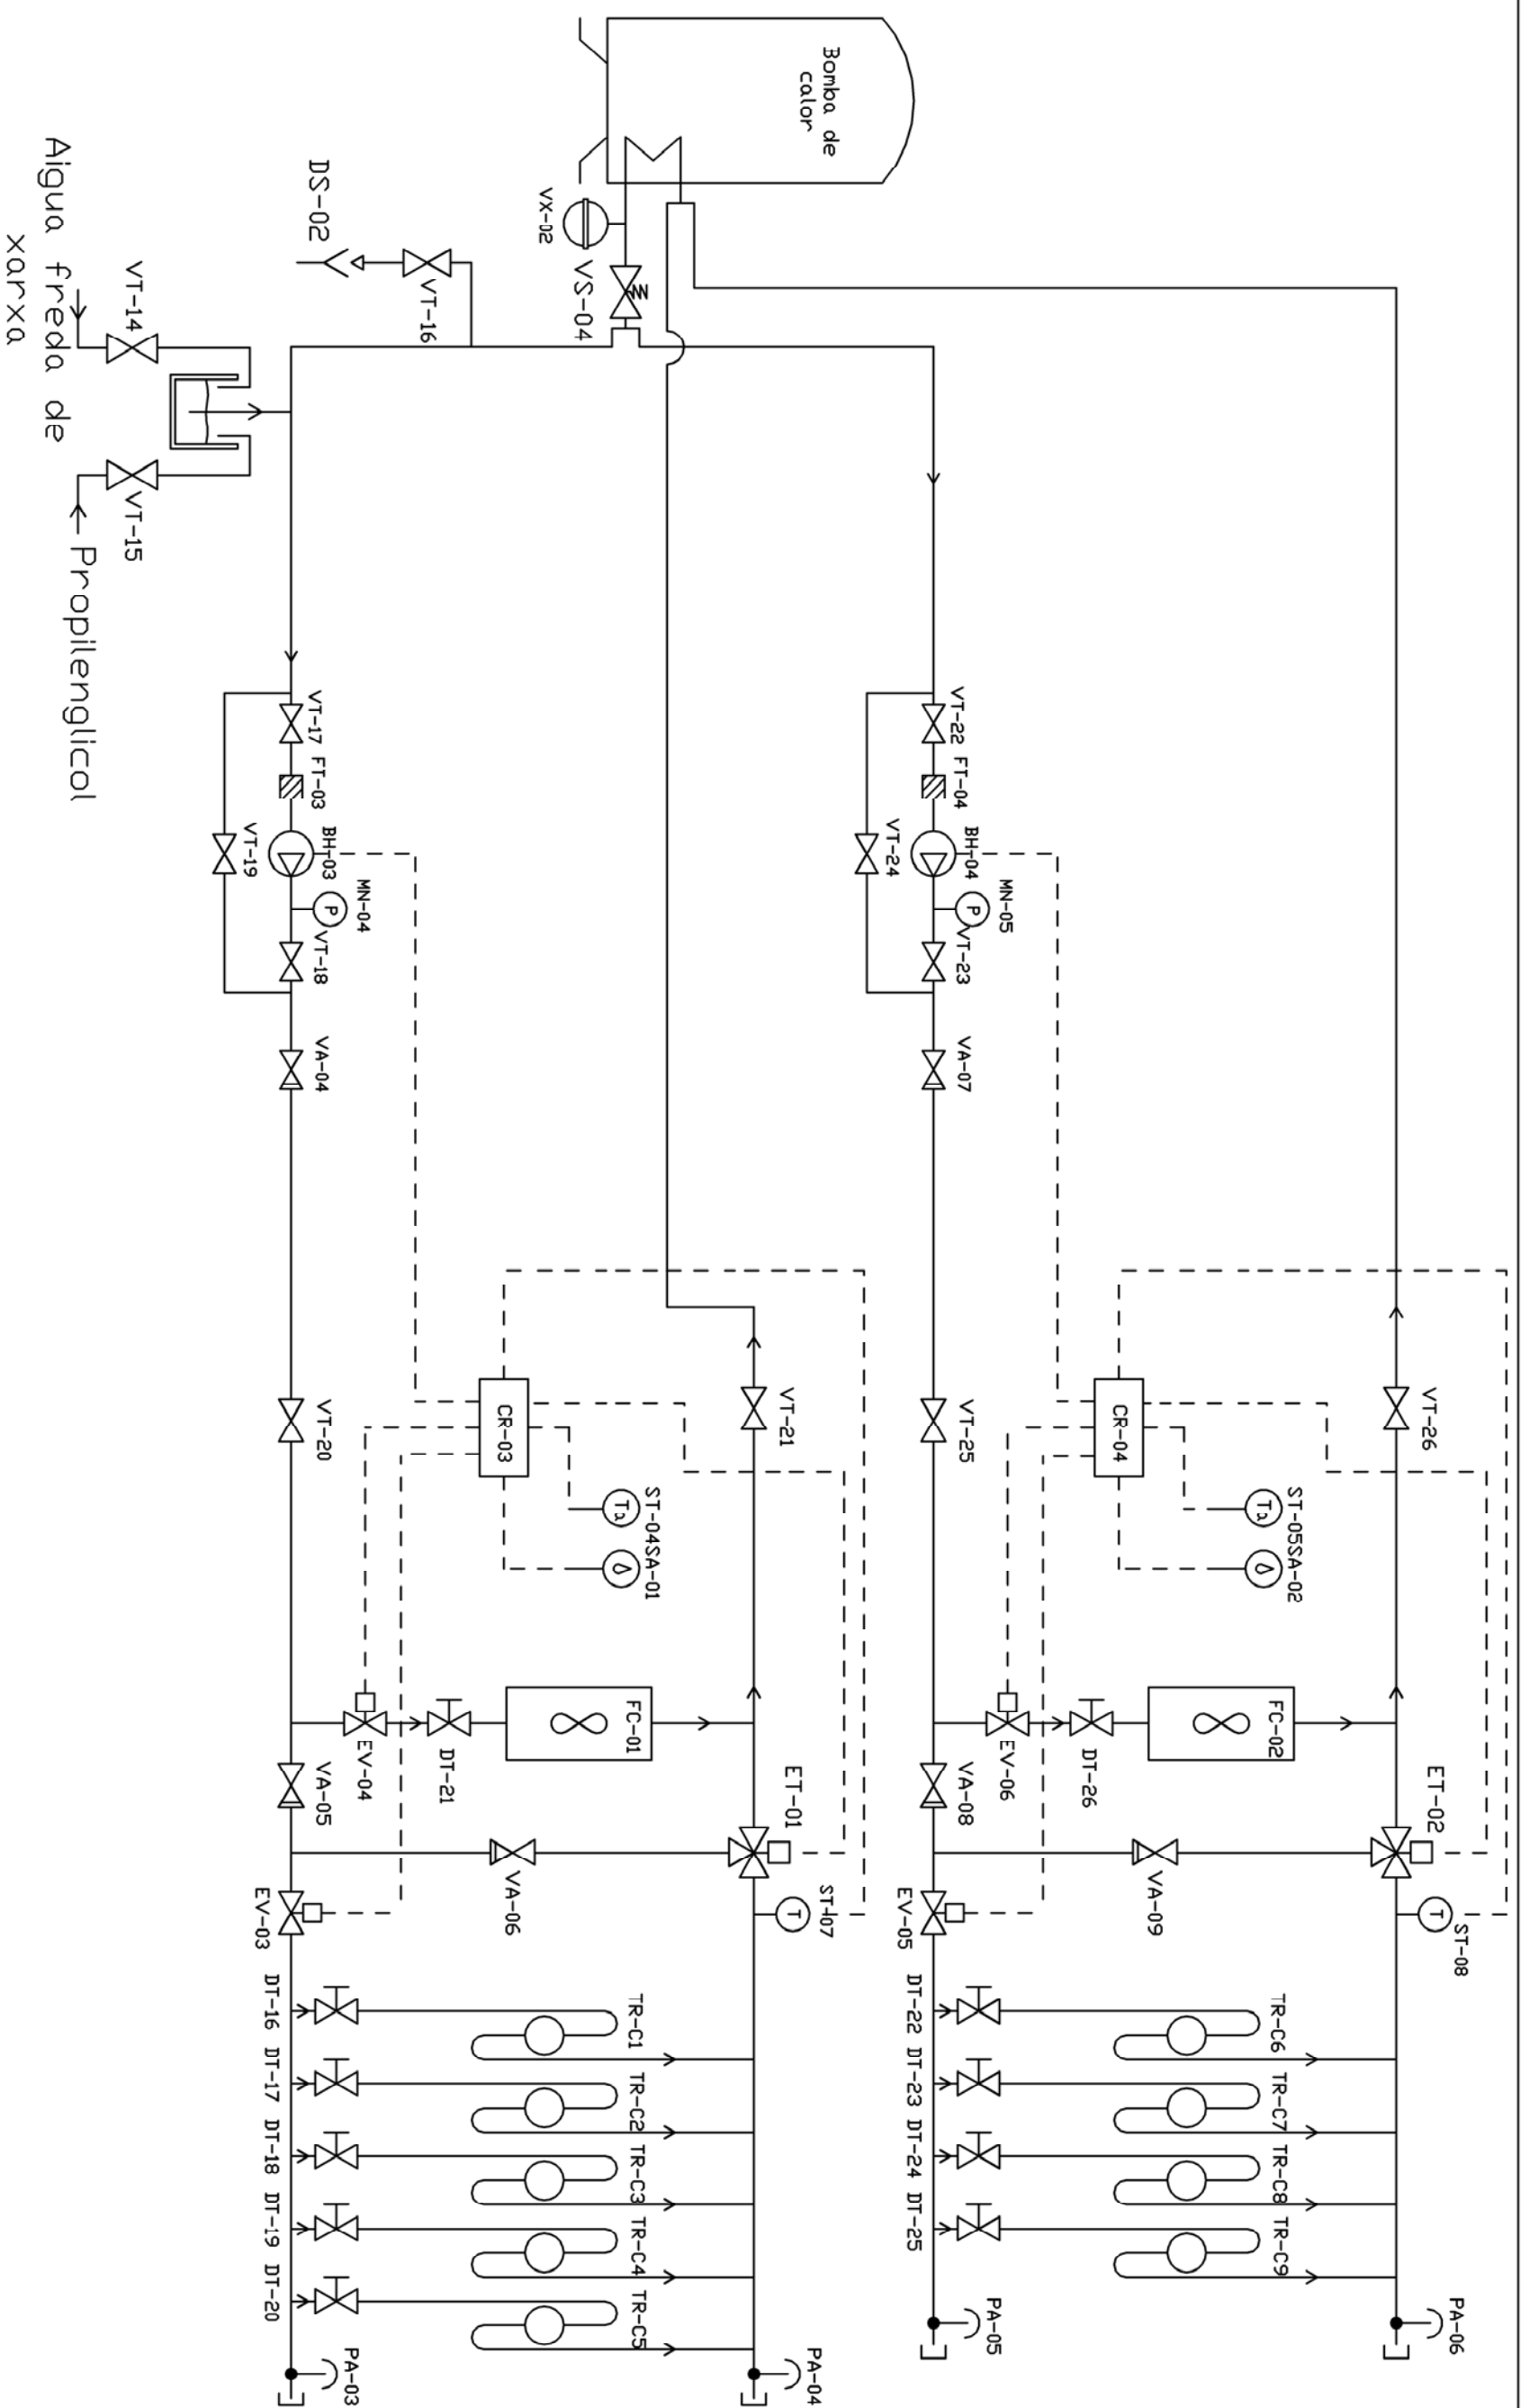 PA-06
ST-08
VT-26
ET-02
ST-05
SA-02
FC-02
TR-C6
TR-C7
TR-C8
TR-C9
CR-04
VA-09
DT-26
EV-06
MN-05
PA-05
VT-22
FT-04
BH-04
VT-23
VA-07
VT-25
VA-08
EV-05
DT-22
DT-23
DT-24
DT-25
VT-24
Bomba de
calor
PA-04
ST-07
VT-21
ET-01
ST-04
SA-01
FC-01
TR-C1
TR-C2
TR-C3
TR-C4
TR-C5
VS-04
VX-02
CR-03
VA-06
DT-21
VT-16
EV-04
MN-04
PA-03
DS-02
VT-17
FT-03
BH-03
VT-18
VA-04
VT-20
VA-05
EV-03
DT-16
DT-17
DT-18
DT-19
DT-20
VT-19
VT-14
VT-15
Propilenglicol
Aigua freda de
xarxa
P
P
Ta
Ta
T
T